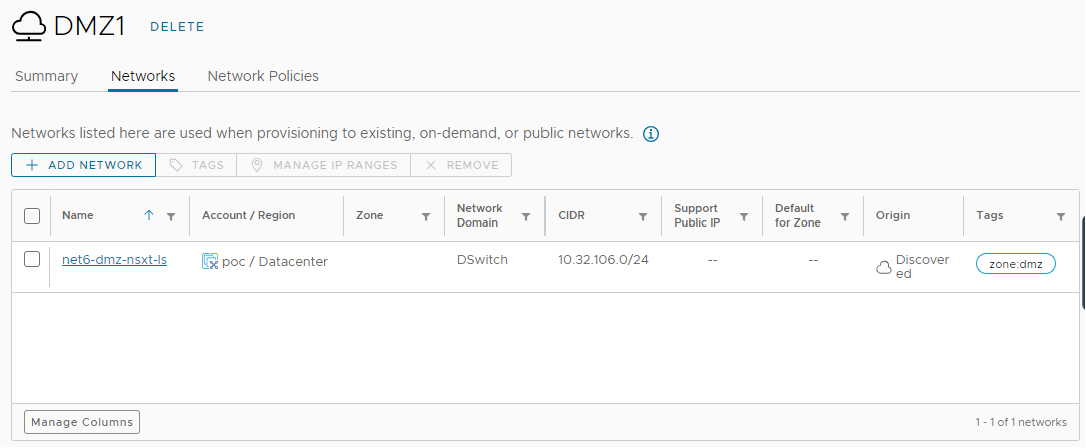 DMZ1 DELETE
Summary Networks Network Policies
Networks listed here are used when provisioning to existing, on-demand, or public networks.
ADD NETWORK TAGS MANAGE IP RANGES REMOVE
Name Account / Region Zone Network Domain CIDR Support Public IP Default for Zone Origin Tags
net6-dmz-nsxt-ls poc / Datacenter DSwitch 10.32.106.0/24 -- -- Discovered zone:dmz
Manage Columns 1 - 1 of 1 networks